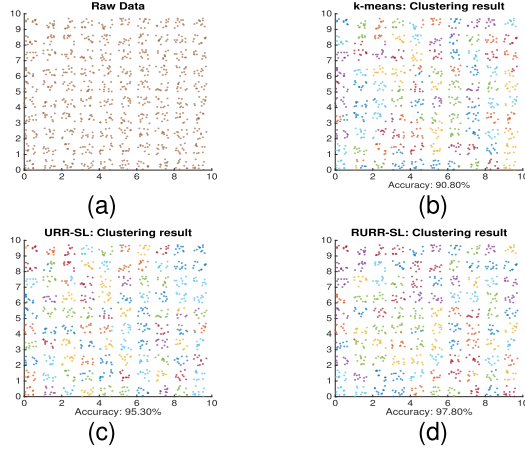 Raw Data
10
9
8
7
6
5
4
3
2
1
0
0 2 4 6 8 10
(a)
k-means: Clustering result
10
9
8
7
6
5
4
3
2
1
0
0 2 4 6 8 10
Accuracy: 90.80%
(b)
URR-SL: Clustering result
10
9
8
7
6
5
4
3
2
1
0
0 2 4 6 8 10
Accuracy: 95.30%
(c)
RURR-SL: Clustering result
10
9
8
7
6
5
4
3
2
1
0
0 2 4 6 8 10
Accuracy: 97.80%
(d)